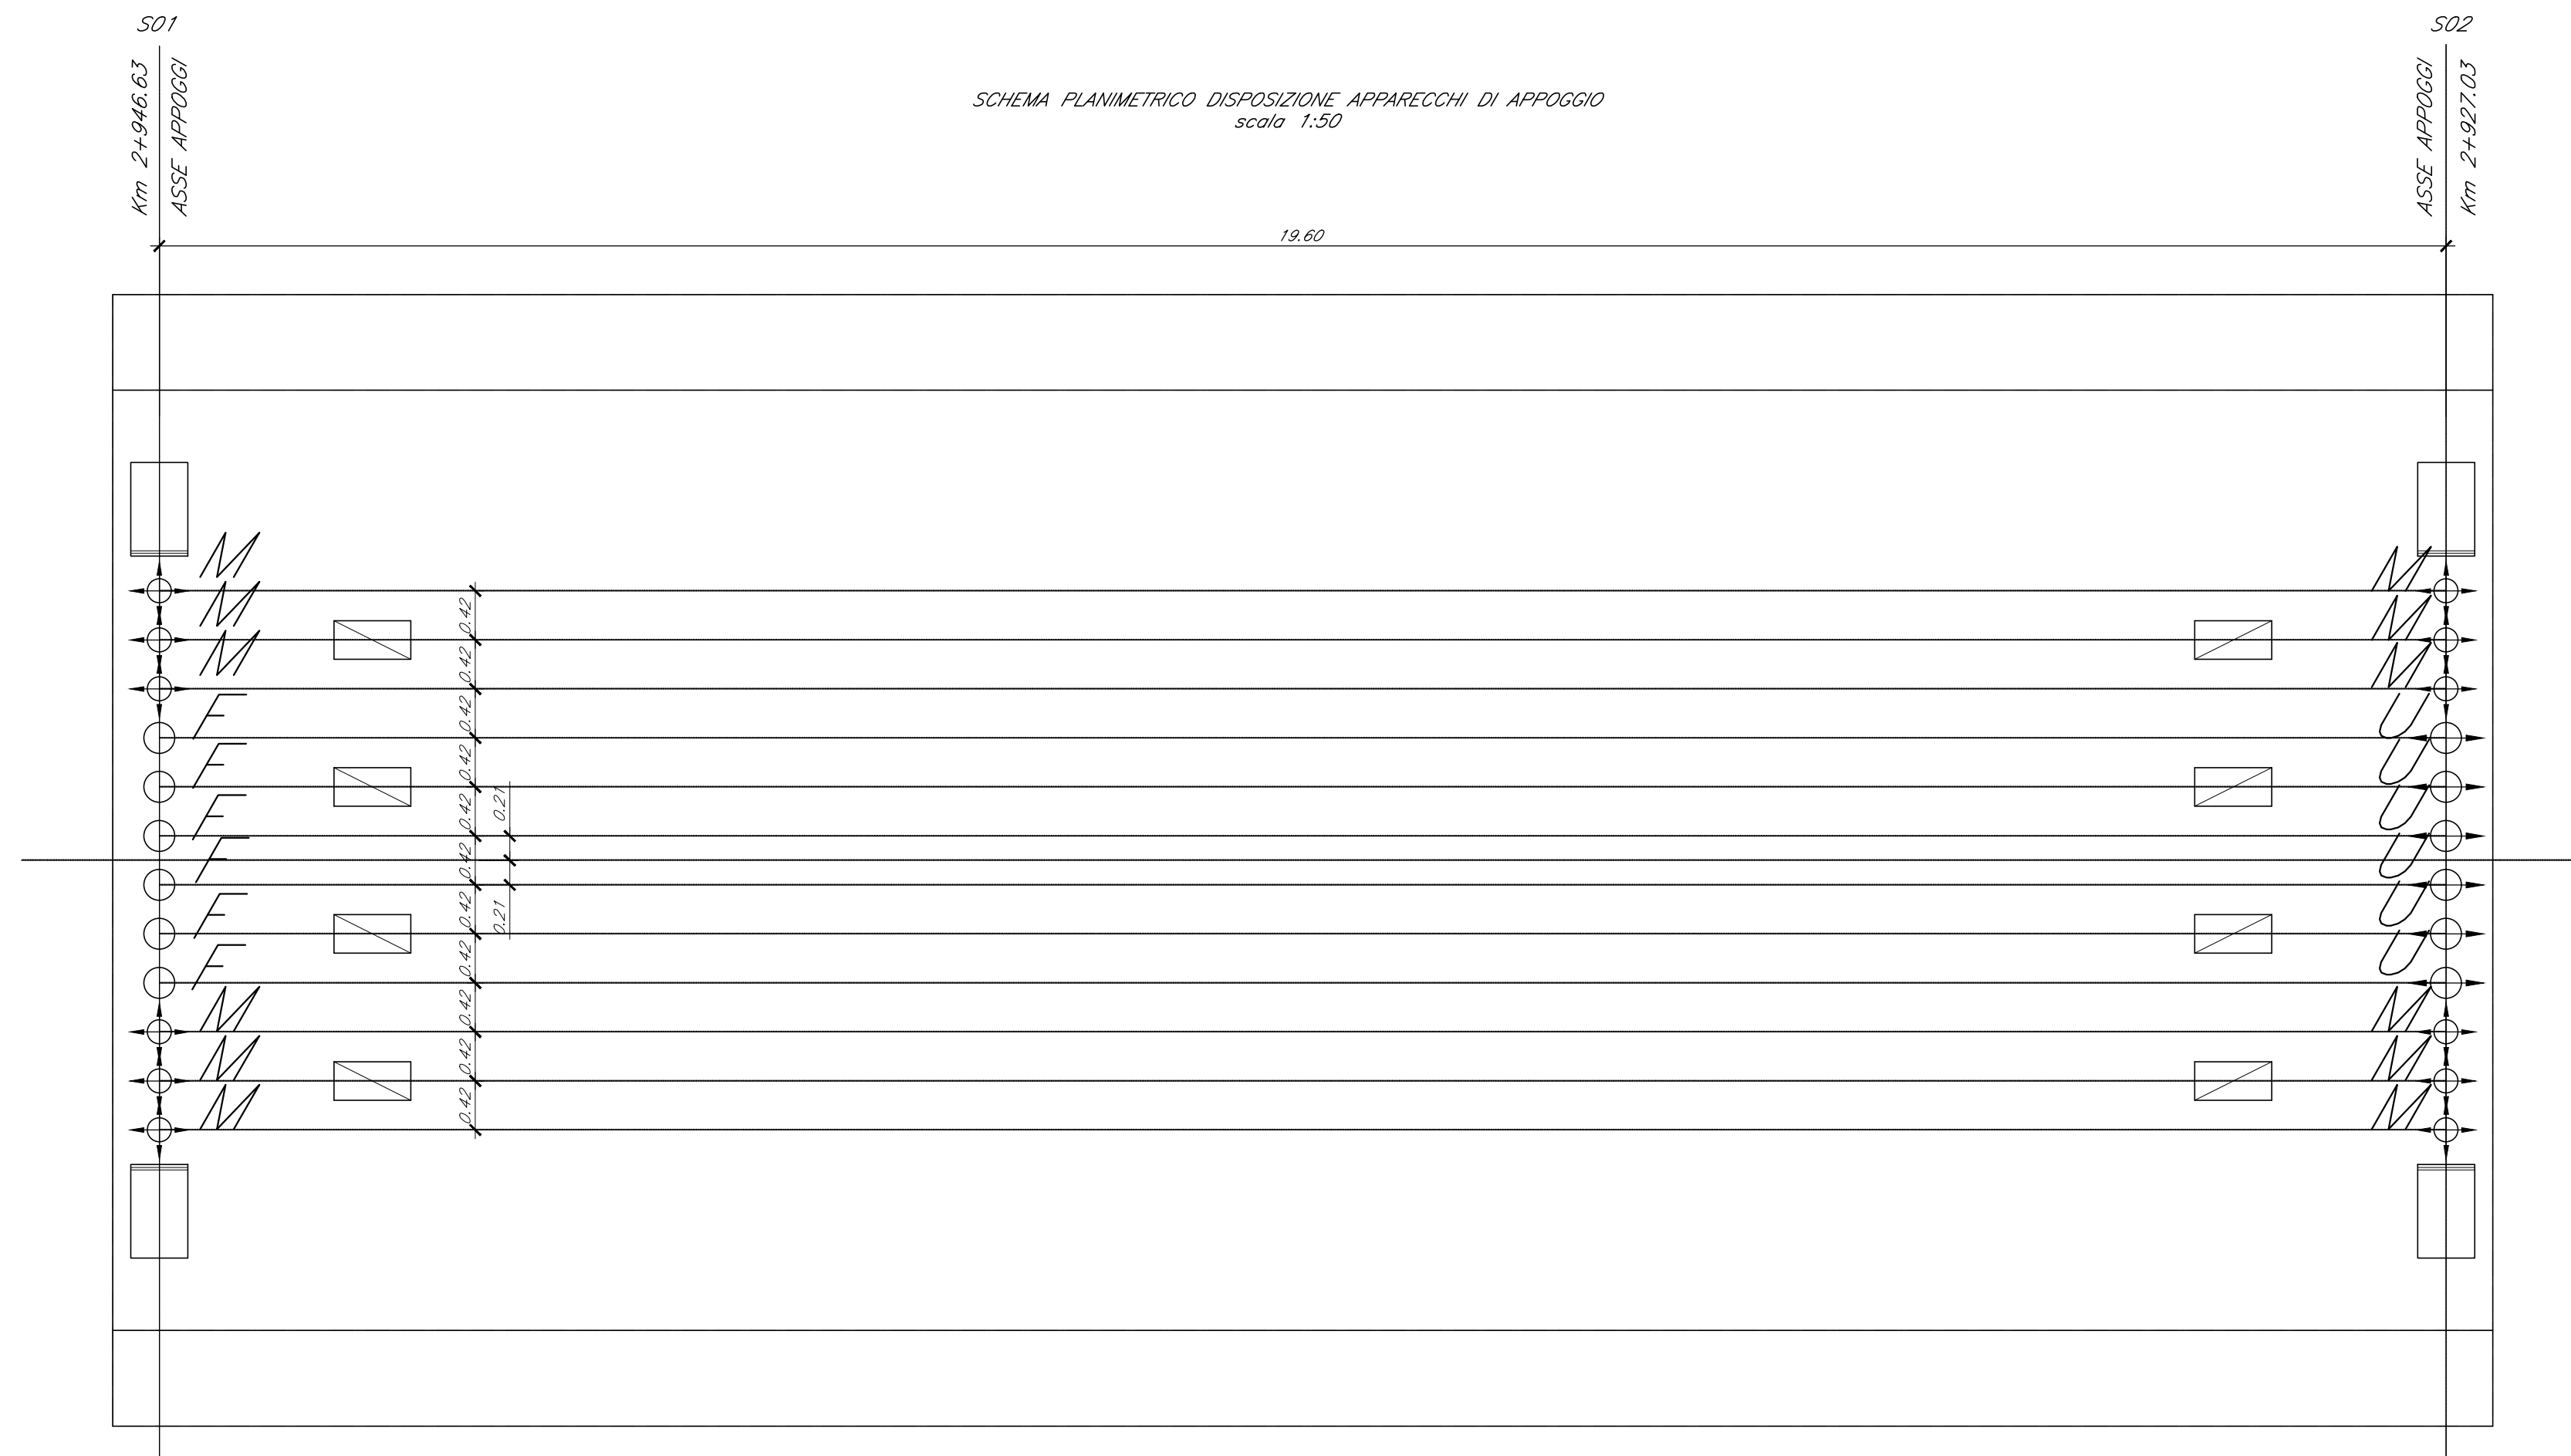 S01
S02
Km 2+946.63
ASSE APPOGGI
SCHEMA PLANIMETRICO DISPOSIZIONE APPARECCHI DI APPOGGIO
scala 1:50
ASSE APPOGGI
Km 2+927.03
19.60
M
M
M
F
F
F
F
F
F
M
M
M
0.42
0.42
0.42
0.42
0.42
0.42
0.42
0.42
0.42
0.42
0.42
0.21
0.21
M
M
M
U
U
U
U
U
U
M
M
M